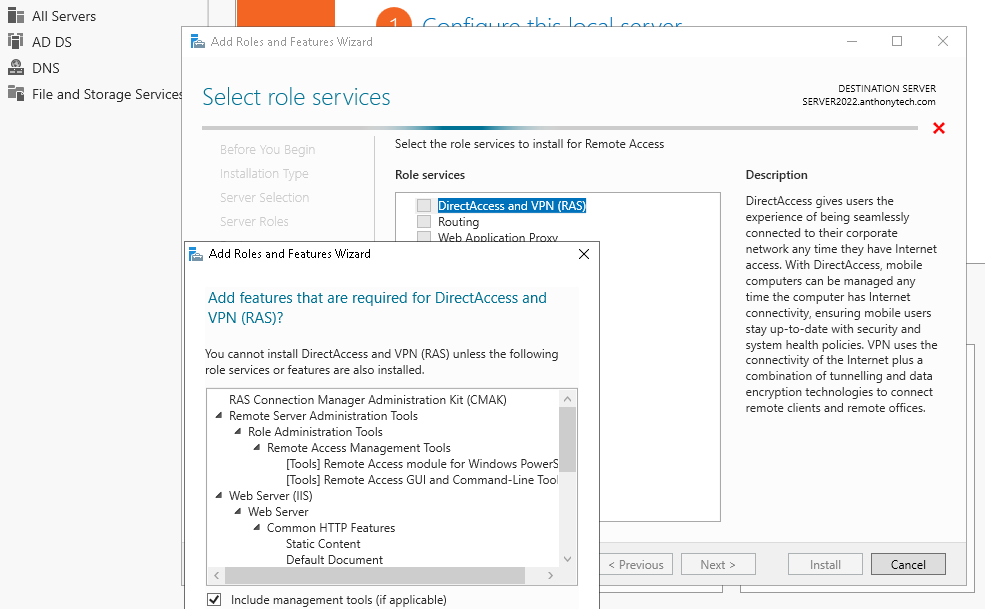 All Servers
AD DS
DNS
File and Storage Services
1
Configure this local server
Add Roles and Features Wizard
Select role services
DESTINATION SERVER
SERVER2022.anthonytech.com
Before You Begin
Installation Type
Server Selection
Server Roles
Select the role services to install for Remote Access
Role services
DirectAccess and VPN (RAS)
Routing
Web Application Proxy
Description
DirectAccess gives users the
experience of being seamlessly
connected to their corporate
network any time they have Internet
access. With DirectAccess, mobile
computers can be managed any
time the computer has Internet
connectivity, ensuring mobile users
stay up-to-date with security and
system health policies. VPN uses the
connectivity of the Internet plus a
combination of tunnelling and data
encryption technologies to connect
remote clients and remote offices.
Add Roles and Features Wizard
Add features that are required for DirectAccess and
VPN (RAS)?
You cannot install DirectAccess and VPN (RAS) unless the following
role services or features are also installed.
RAS Connection Manager Administration Kit (CMAK)
Remote Server Administration Tools
Role Administration Tools
Remote Access Management Tools
[Tools] Remote Access module for Windows PowerS
[Tools] Remote Access GUI and Command-Line Tool
Web Server (IIS)
Web Server
Common HTTP Features
Static Content
Default Document
Include management tools (if applicable)
< Previous
Next >
Install
Cancel